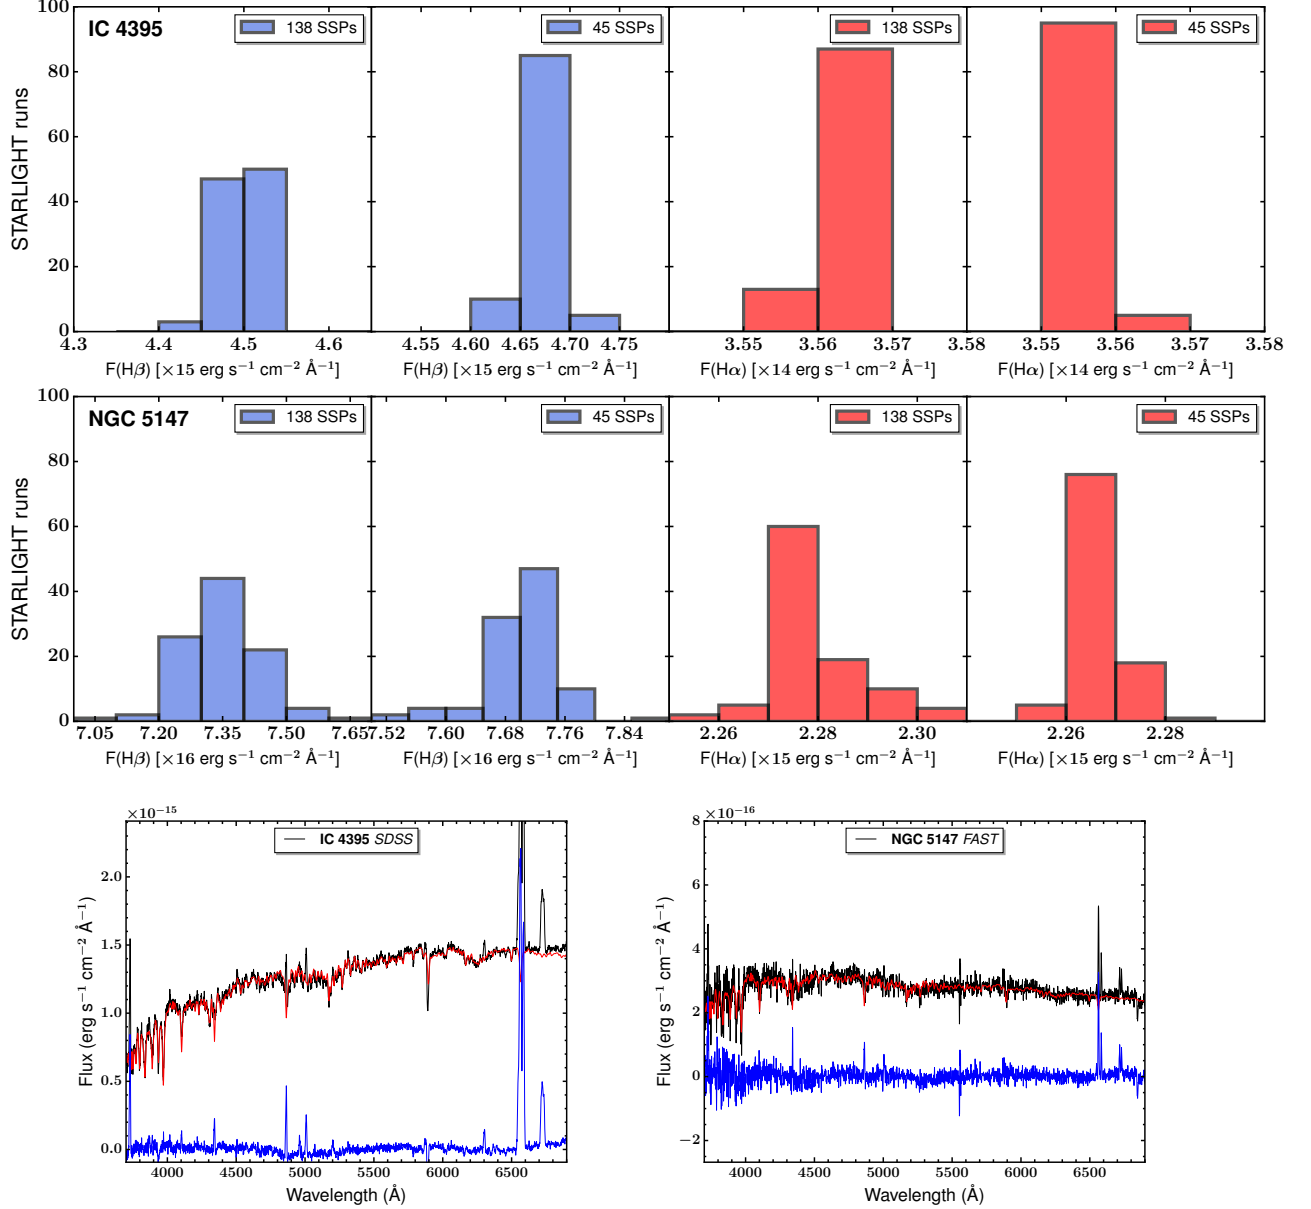 100
80
60
40
20
0
STARLIGHT runs
IC 4395
138 SSPs
45 SSPs
138 SSPs
45 SSPs
4.3 4.4 4.5 4.6
4.55 4.60 4.65 4.70 4.75
3.55 3.56 3.57 3.58
3.55 3.56 3.57 3.58
F(Hβ) [×15 erg s⁻¹ cm⁻² Å⁻¹]
F(Hβ) [×15 erg s⁻¹ cm⁻² Å⁻¹]
F(Hα) [×14 erg s⁻¹ cm⁻² Å⁻¹]
F(Hα) [×14 erg s⁻¹ cm⁻² Å⁻¹]
100
80
60
40
20
0
STARLIGHT runs
NGC 5147
138 SSPs
45 SSPs
138 SSPs
45 SSPs
7.05 7.20 7.35 7.50 7.65
7.52 7.60 7.68 7.76 7.84
2.26 2.28 2.30
2.26 2.28
F(Hβ) [×16 erg s⁻¹ cm⁻² Å⁻¹]
F(Hβ) [×16 erg s⁻¹ cm⁻² Å⁻¹]
F(Hα) [×15 erg s⁻¹ cm⁻² Å⁻¹]
F(Hα) [×15 erg s⁻¹ cm⁻² Å⁻¹]
×10⁻¹⁵
IC 4395 SDSS
2.0
1.5
1.0
0.5
0.0
Flux (erg s⁻¹ cm⁻² Å⁻¹)
4000 4500 5000 5500 6000 6500
Wavelength (Å)
×10⁻¹⁶
NGC 5147 FAST
8
6
4
2
0
−2
Flux (erg s⁻¹ cm⁻² Å⁻¹)
4000 4500 5000 5500 6000 6500
Wavelength (Å)